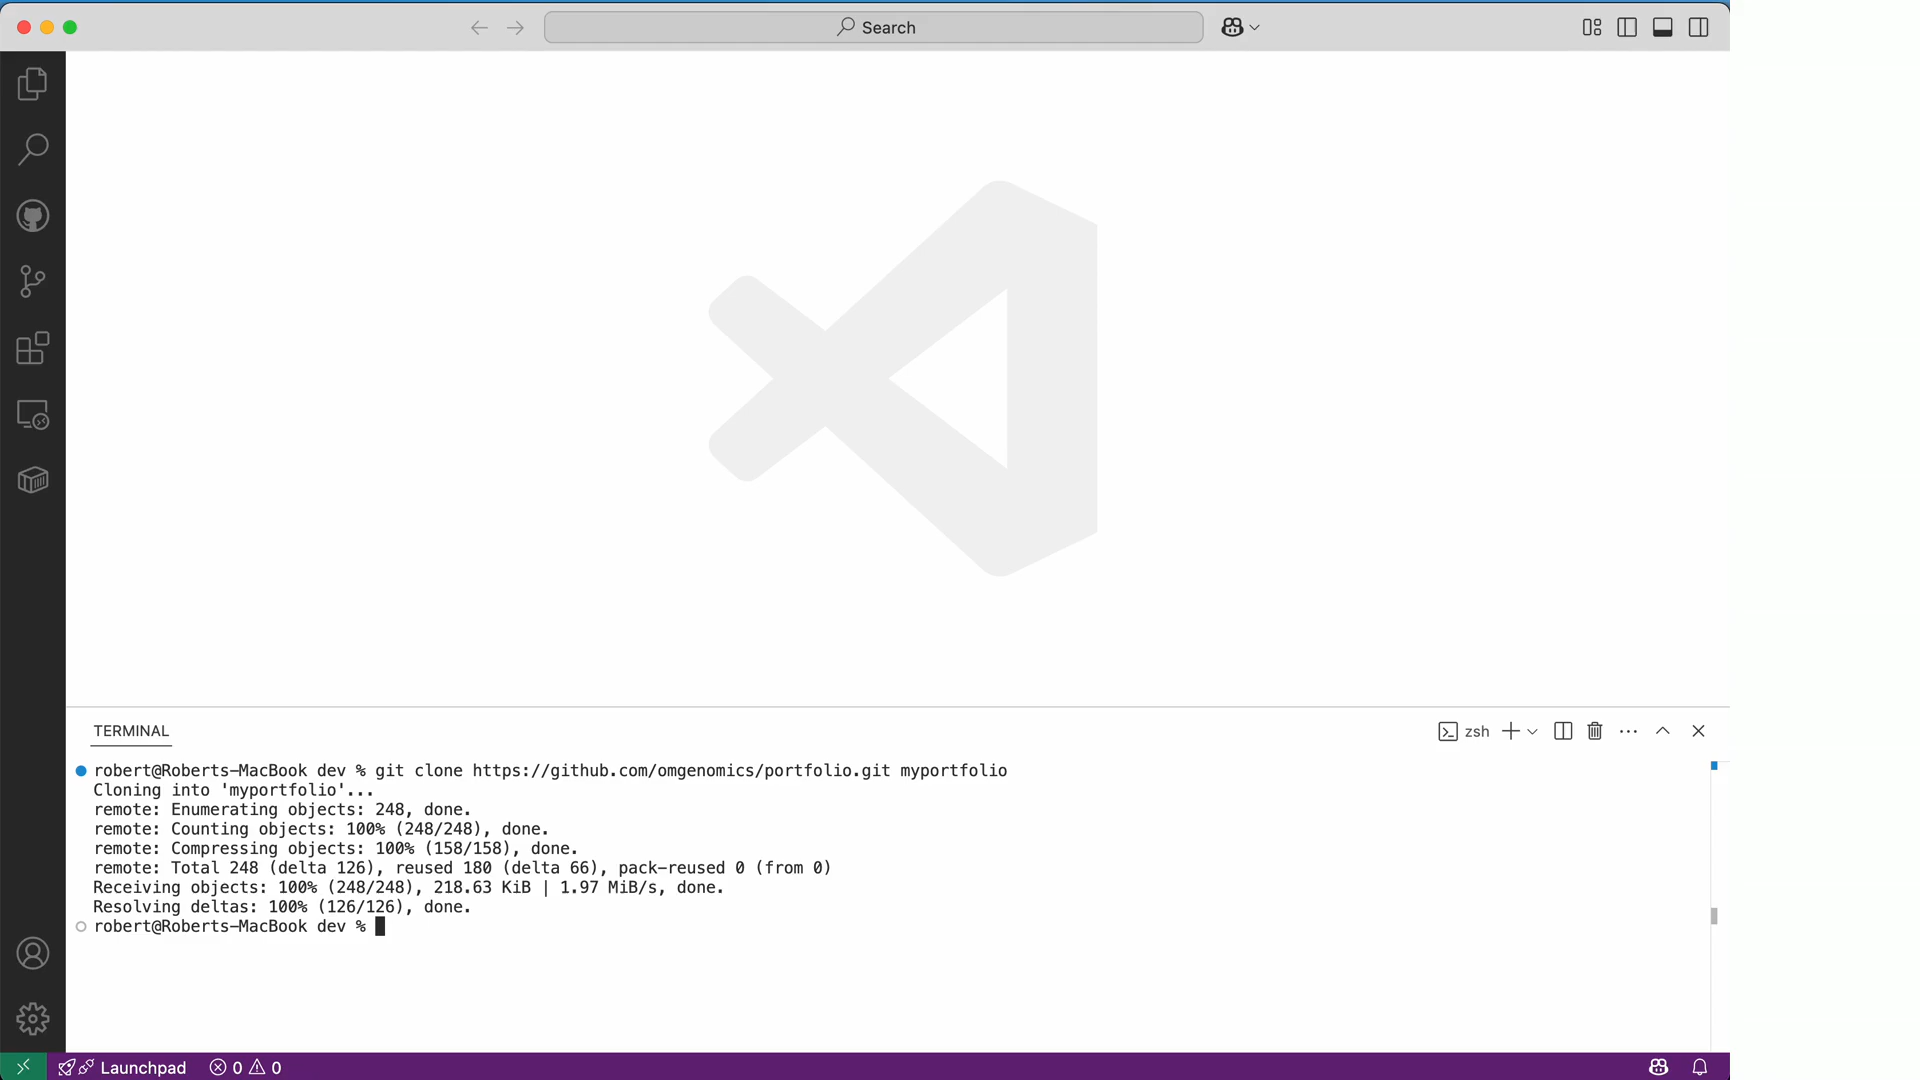 Search
TERMINAL
zsh
robert@Roberts-MacBook dev % git clone https://github.com/omgenomics/portfolio.git myportfolio
Cloning into 'myportfolio'...
remote: Enumerating objects: 248, done.
remote: Counting objects: 100% (248/248), done.
remote: Compressing objects: 100% (158/158), done.
remote: Total 248 (delta 126), reused 180 (delta 66), pack-reused 0 (from 0)
Receiving objects: 100% (248/248), 218.63 KiB | 1.97 MiB/s, done.
Resolving deltas: 100% (126/126), done.
robert@Roberts-MacBook dev %
Launchpad 0 0